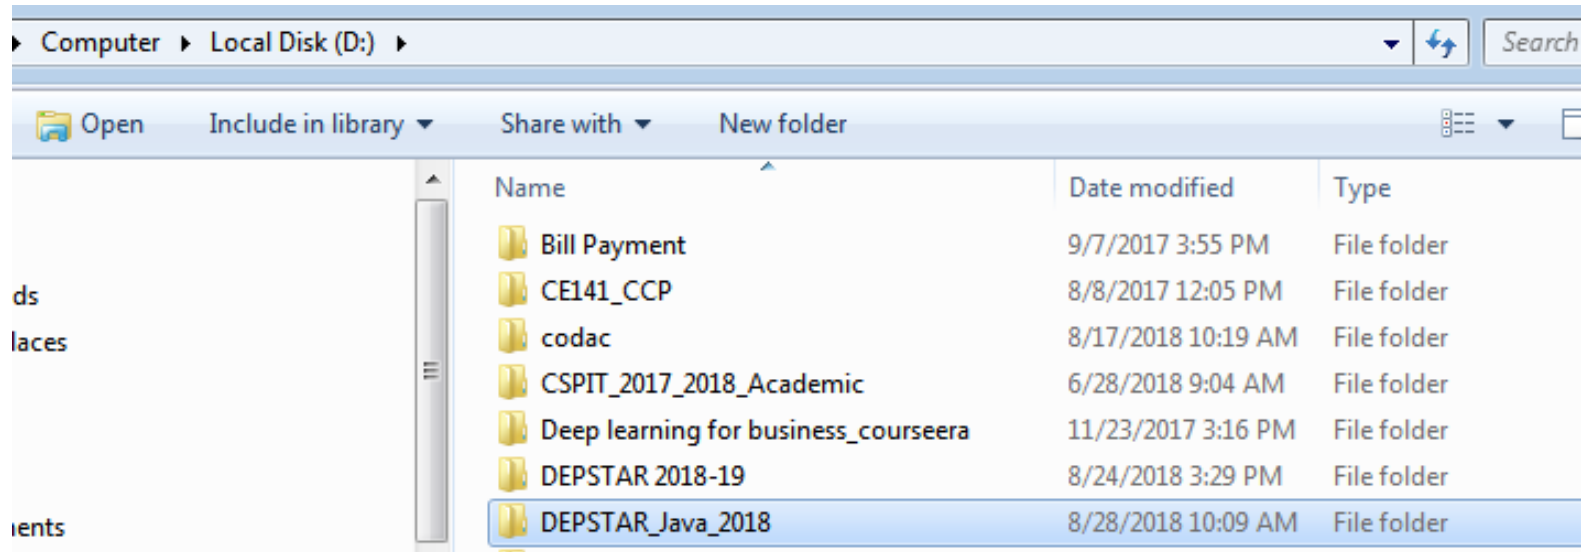 Computer Local Disk (D:) Search
Open Include in library Share with New folder
Name Date modified Type
Bill Payment 9/7/2017 3:55 PM File folder
ds CE141_CCP 8/8/2017 12:05 PM File folder
laces codac 8/17/2018 10:19 AM File folder
CSPIT_2017_2018_Academic 6/28/2018 9:04 AM File folder
Deep learning for business_courseera 11/23/2017 3:16 PM File folder
DEPSTAR 2018-19 8/24/2018 3:29 PM File folder
ents DEPSTAR_Java_2018 8/28/2018 10:09 AM File folder